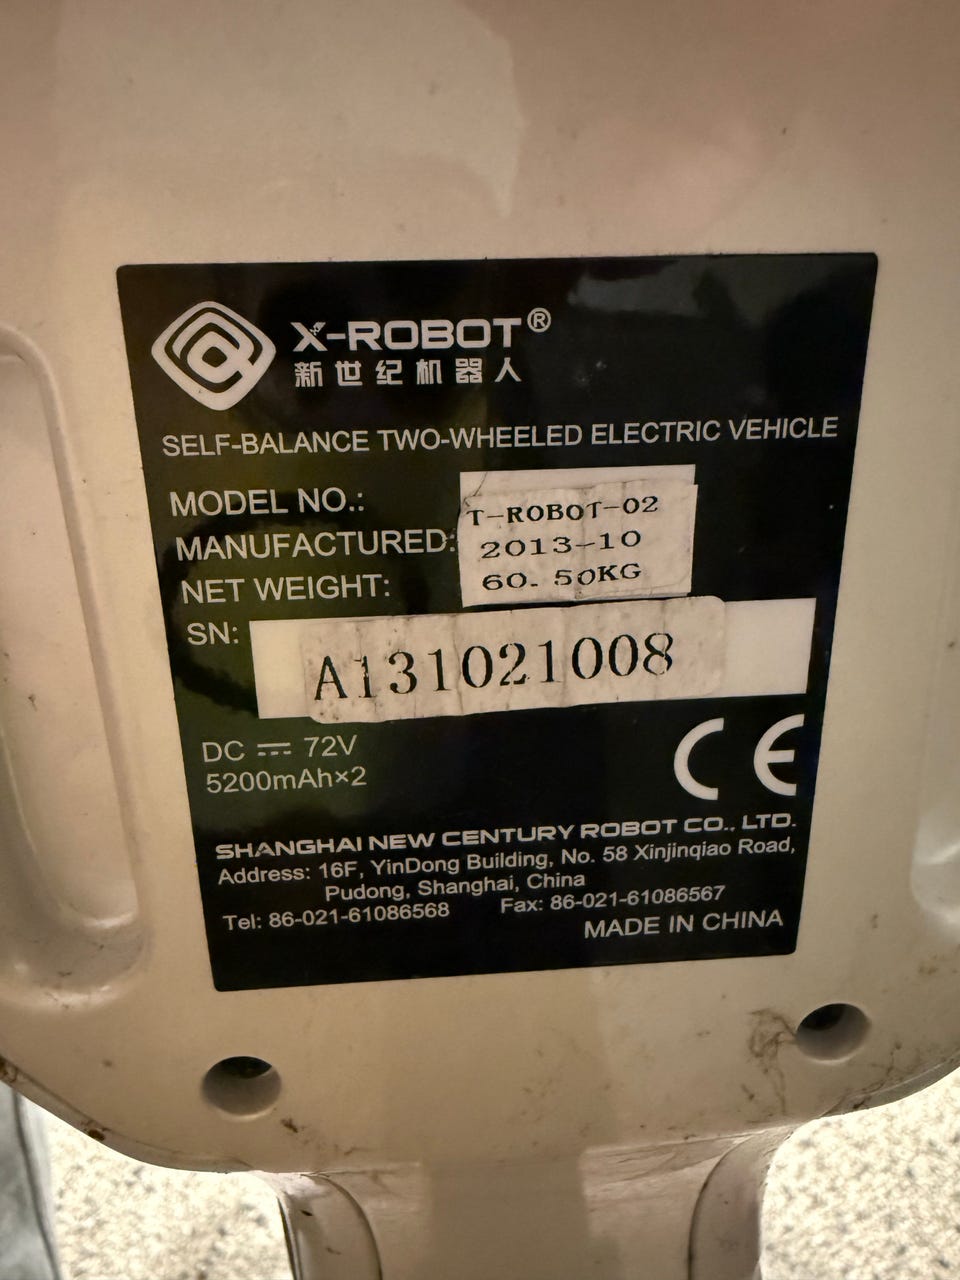 X-ROBOT®
新世纪机器人
SELF-BALANCE TWO-WHEELED ELECTRIC VEHICLE
MODEL NO.: T-ROBOT-02
MANUFACTURED: 2013-10
NET WEIGHT: 60.50KG
SN: A131021008
DC ⎓ 72V
5200mAh×2
CE
SHANGHAI NEW CENTURY ROBOT CO., LTD.
Address: 16F, YinDong Building, No. 58 Xinjinqiao Road,
Pudong, Shanghai, China
Tel: 86-021-61086568 Fax: 86-021-61086567
MADE IN CHINA